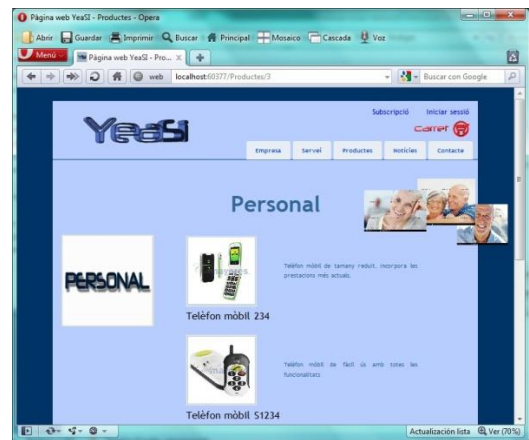 Página web YeaSI - Productes - Opera
Abrir Guardar Imprimir Buscar Principal Mosaico Cascada Voz
Menú Página web YeaSI - Pro...
web localhost:60377/Productes/3 Buscar con Google
Subscripció Iniciar sessió
YeaSI
carret
Empresa Servei Productes Notícies Contacte
Personal
PERSONAL
Telèfon mòbil de tamany reduït, incorpora les
prestacions més actuals.
Telèfon mòbil 234
Telèfon mòbil de fàcil ús amb totes les
funcionalitats
Telèfon mòbil S1234
Actualización lista Ver (70%)